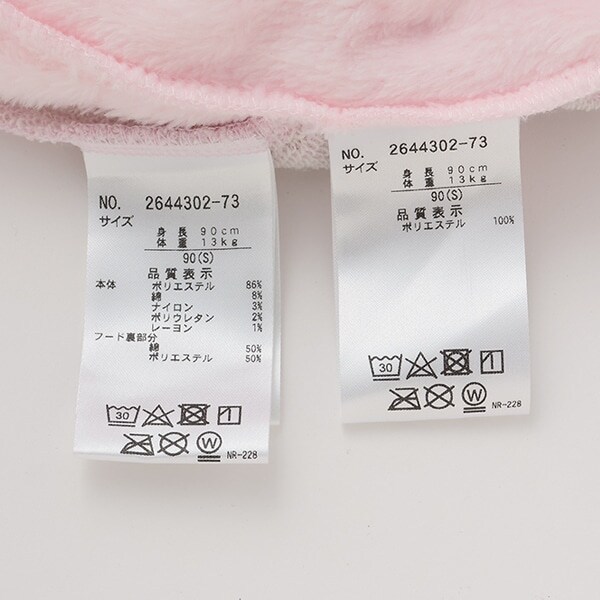 NO. 2644302-73
サイズ
身 長 90cm
体 重 13kg
90(S)
品質表示
本体 ポリエステル 86%
綿 8%
ナイロン 3%
ポリウレタン 2%
レーヨン 1%
フード裏部分
綿 50%
ポリエステル 50%
30
W
NR-228
NO. 2644302-73
サイズ
身 長 90cm
体 重 13kg
90(S)
品質表示
ポリエステル 100%
30
W
NR-228